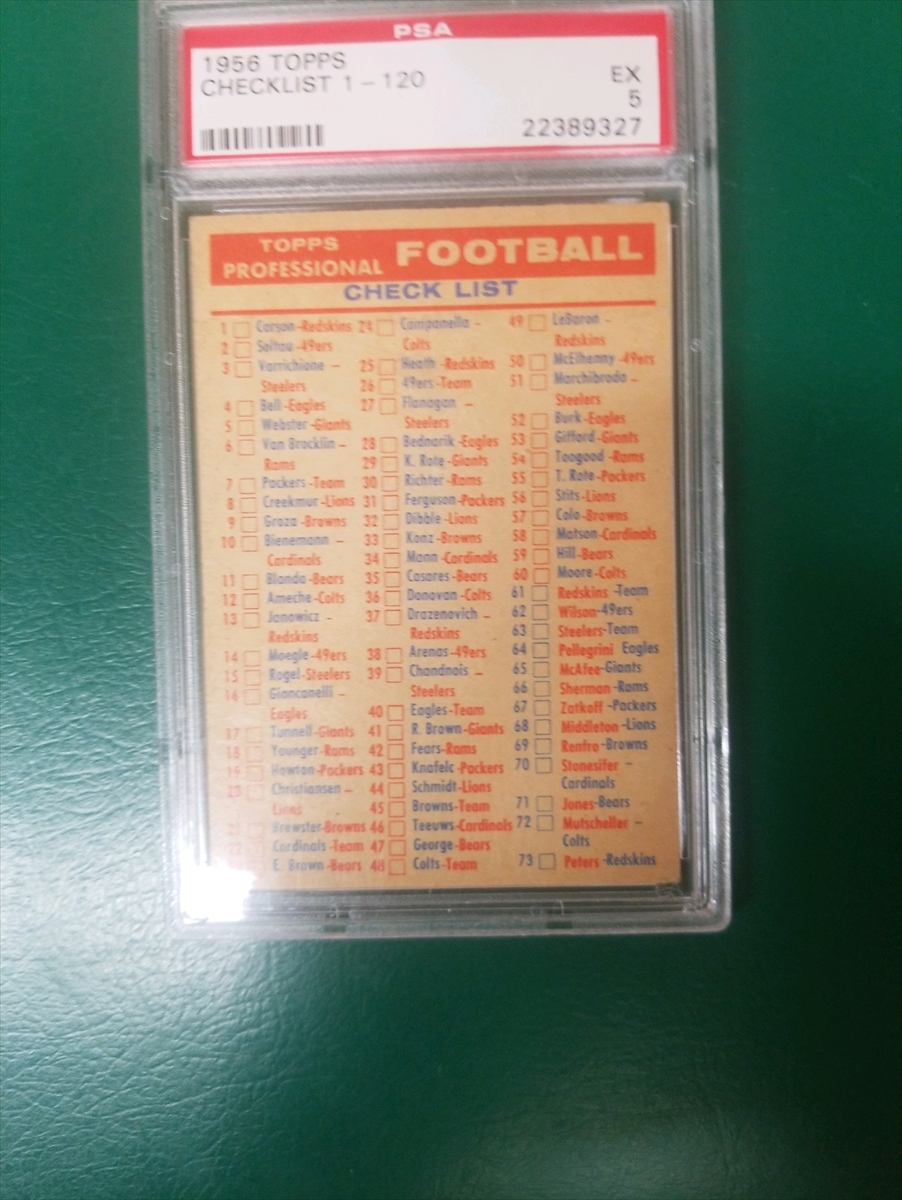 PSA
1956 TOPPS
CHECKLIST 1 - 120
EX
5
22389327
TOPPS
PROFESSIONAL
FOOTBALL
CHECK LIST
1 Carson-Redskins
2 Soltau-49ers
3 Varrichione -
Steelers
4 Bell-Eagles
5 Webster-Giants
6 Van Brocklin -
Rams
7 Packers-Team
8 Creekmur-Lions
9 Groza-Browns
10 Bienemann -
Cardinals
11 Blanda-Bears
12 Ameche-Colts
13 Janowicz -
Redskins
14 Moegle-49ers
15 Rogel-Steelers
16 Giancanelli -
Eagles
17 Tunnell-Giants
18 Younger-Rams
19 Howton-Packers
Christiansen -
Lions
Brewster-Browns
Cardinals-Team
E. Brown-Bears
24 Campanella -
Colts
25 Heath-Redskins
26 49ers-Team
27 Flanagan -
Steelers
28 Bednarik-Eagles
29 K. Rote-Giants
30 Richter-Rams
31 Ferguson-Packers
32 Dibble-Lions
33 Konz-Browns
34 Mann-Cardinals
35 Casares-Bears
36 Donovan-Colts
37 Drazenovich -
Redskins
38 Arenas-49ers
39 Chandnois -
Steelers
40 Eagles-Team
41 R. Brown-Giants
42 Fears-Rams
43 Knafelc-Packers
44 Schmidt-Lions
45 Browns-Team
46 Teeuws-Cardinals
47 George-Bears
48 Colts-Team
49 LeBaron -
Redskins
50 McElhenny-49ers
51 Marchibroda -
Steelers
52 Burk-Eagles
53 Gifford-Giants
54 Toogood-Rams
55 T. Rote-Packers
56 Stits-Lions
57 Colo-Browns
58 Matson-Cardinals
59 Hill-Bears
60 Moore-Colts
61 Redskins-Team
62 Wilson-49ers
63 Steelers-Team
64 Pellegrini Eagles
65 McAfee-Giants
66 Sherman-Rams
67 Zatkoff-Packers
68 Middleton-Lions
69 Renfro-Browns
70 Stonesifer -
Cardinals
71 Jones-Bears
72 Mutscheller -
Colts
73 Peters-Redskins